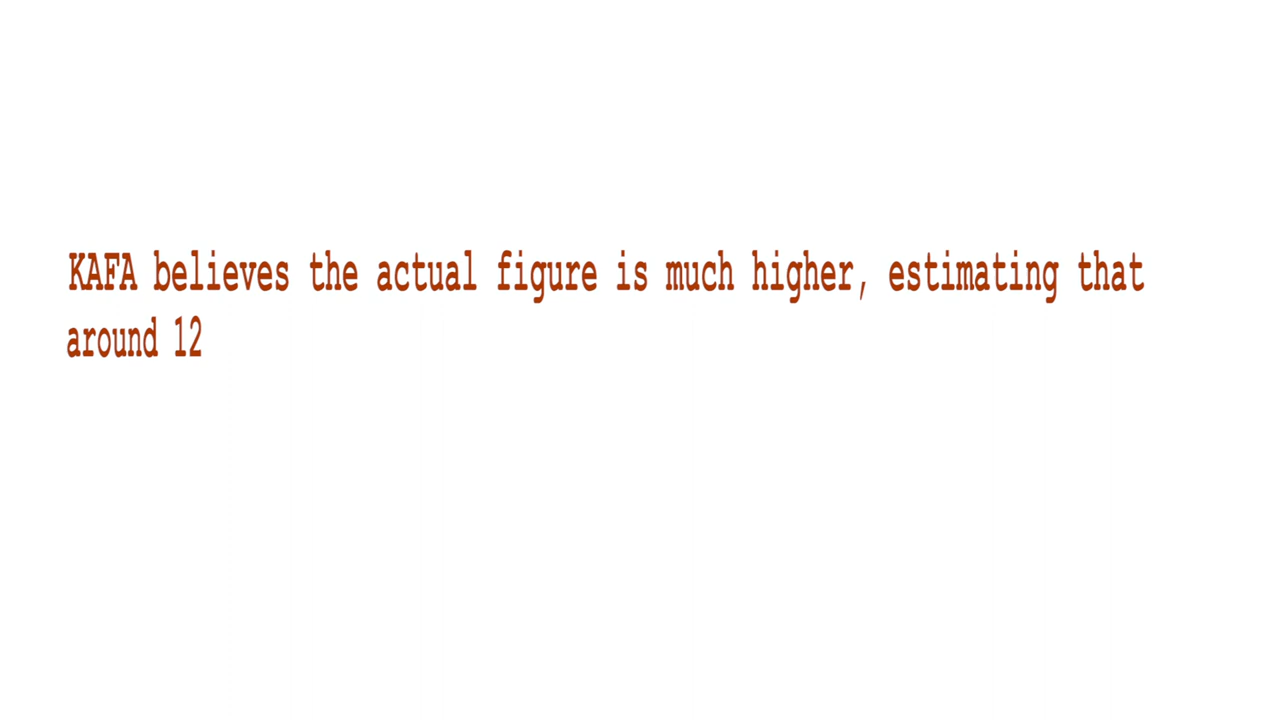 KAFA believes the actual figure is much higher, estimating that
around 12